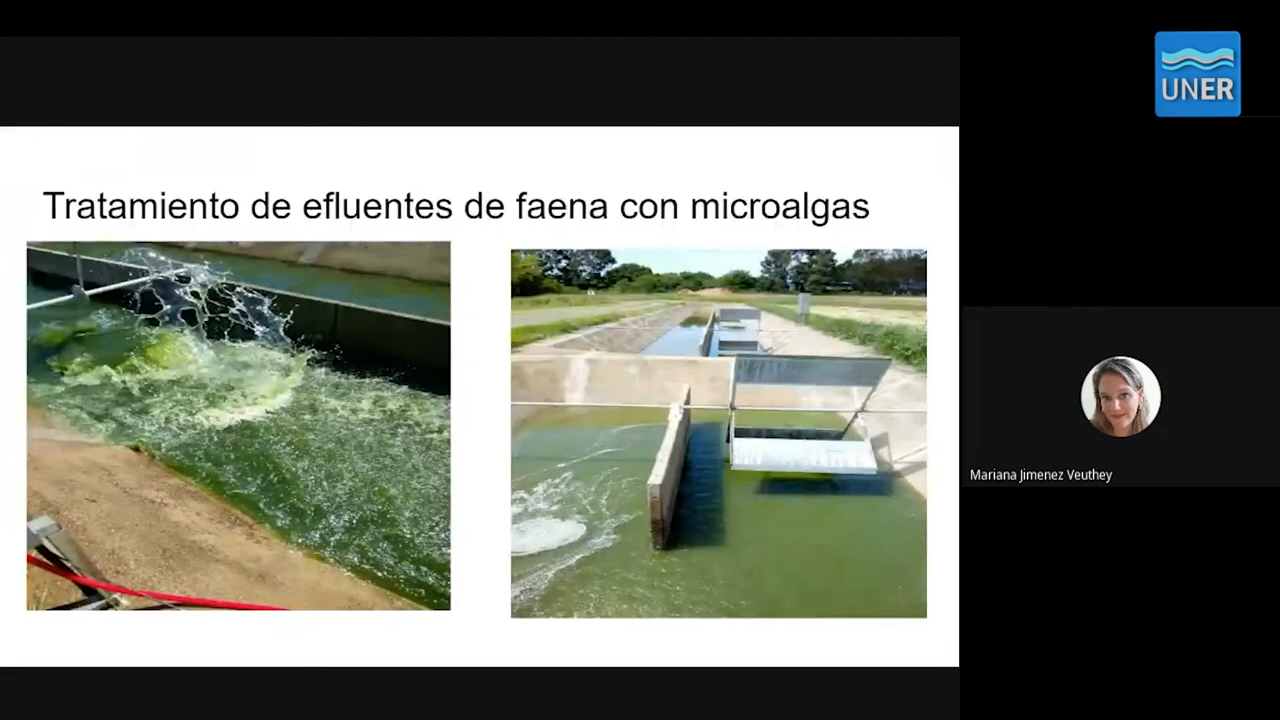 UNER
Tratamiento de efluentes de faena con microalgas
Mariana Jimenez Veuthey